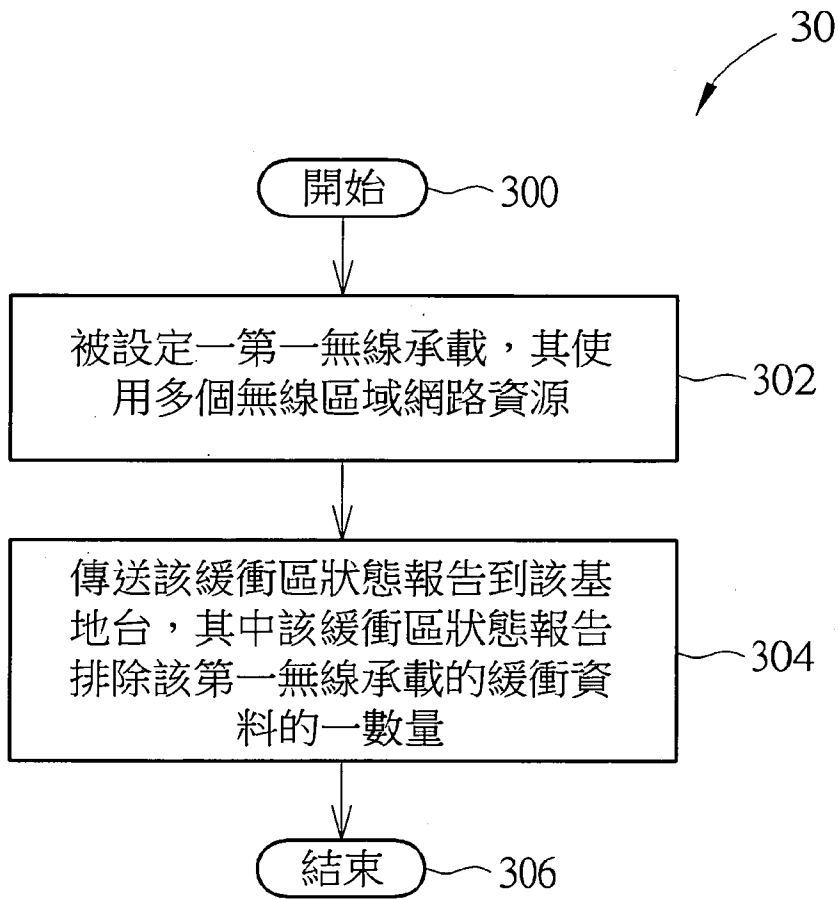 30
開始
300
被設定一第一無線承載，其使
用多個無線區域網路資源
302
傳送該緩衝區狀態報告到該基
地台，其中該緩衝區狀態報告
排除該第一無線承載的緩衝資
料的一數量
304
結束
306